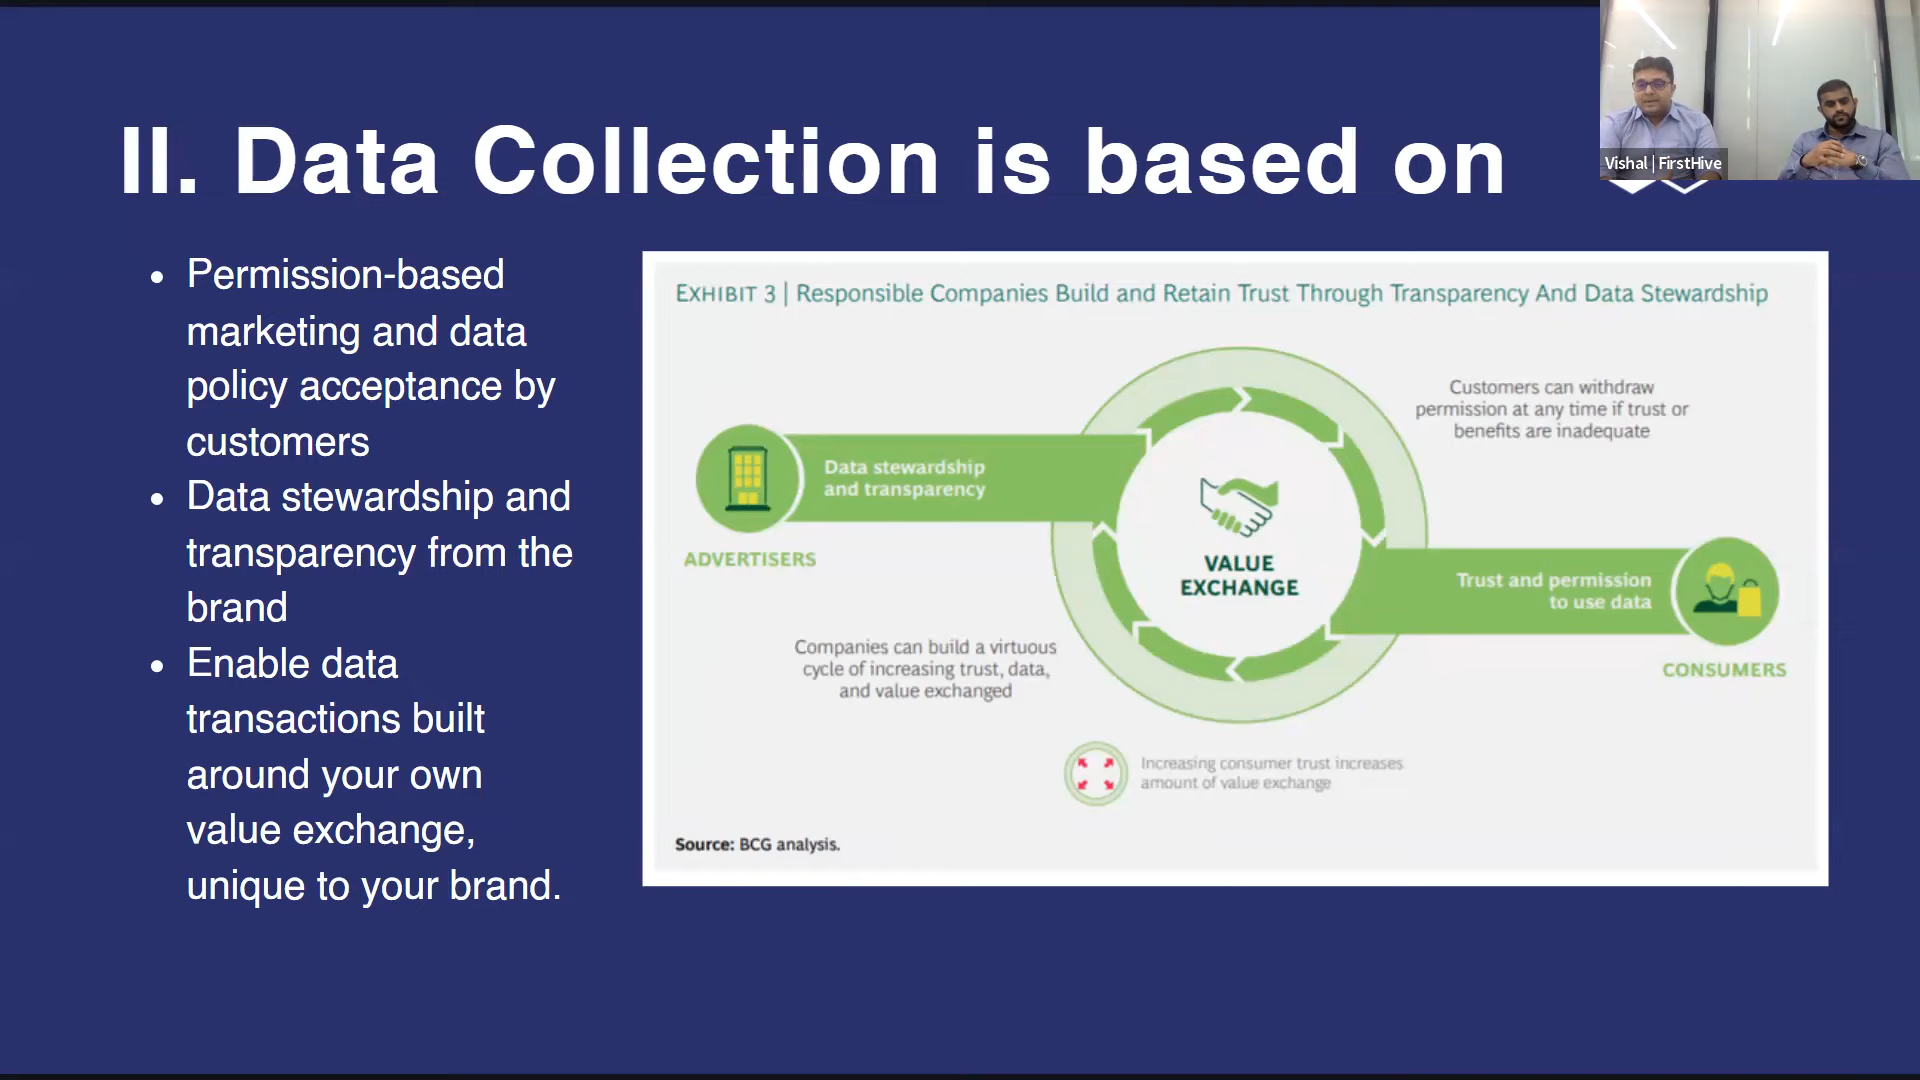 II. Data Collection is based on
Vishal | FirstHive
• Permission-based
marketing and data
policy acceptance by
customers
• Data stewardship and
transparency from the
brand
• Enable data
transactions built
around your own
value exchange,
unique to your brand.
EXHIBIT 3 | Responsible Companies Build and Retain Trust Through Transparency And Data Stewardship
Customers can withdraw
permission at any time if trust or
benefits are inadequate
Data stewardship
and transparency
ADVERTISERS
VALUE
EXCHANGE
Trust and permission
to use data
CONSUMERS
Companies can build a virtuous
cycle of increasing trust, data,
and value exchanged
Increasing consumer trust increases
amount of value exchange
Source: BCG analysis.